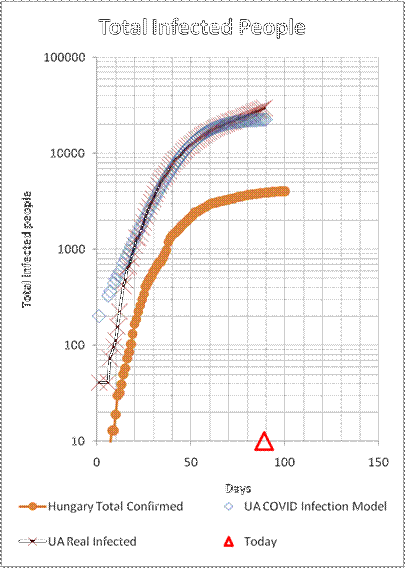 Total Infected People
100000
10000
1000
100
10
Total infected people
0 50 100 150
Days
Hungary Total Confirmed UA COVID Infection Model
UA Real Infected Today